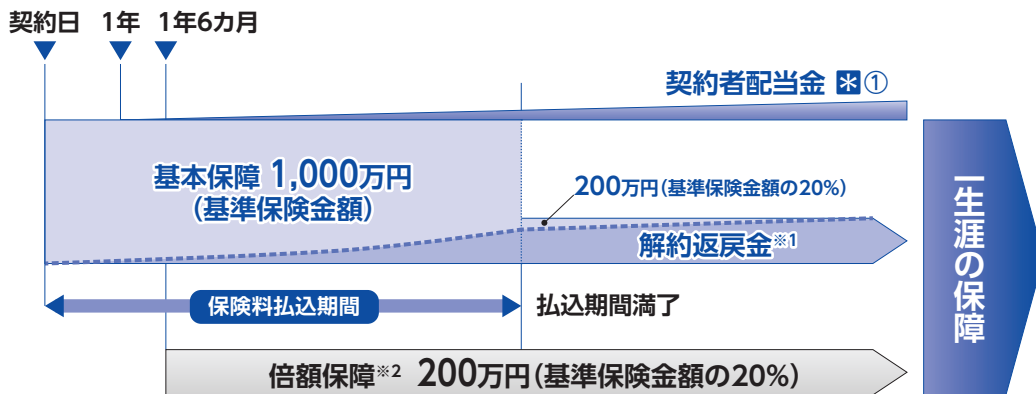 契約日 1年 1年6カ月
契約者配当金 *①
基本保障 1,000万円
(基準保険金額)
200万円(基準保険金額の20%)
解約返戻金※1
保険料払込期間
払込期間満了
倍額保障※2 200万円(基準保険金額の20%)
一生涯の保障